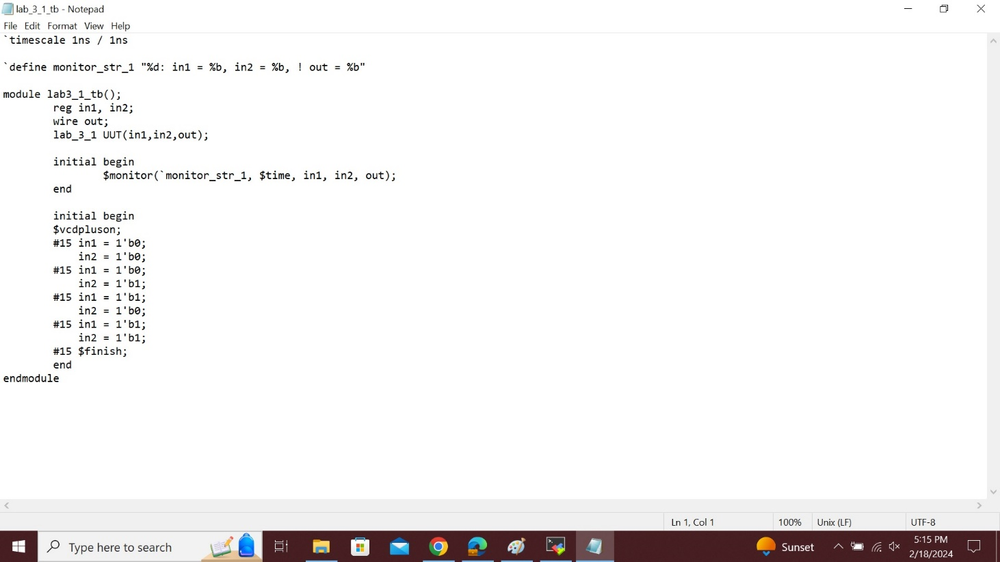 lab_3_1_tb - Notepad
File Edit Format View Help
`timescale 1ns / 1ns
`define monitor_str_1 "%d: in1 = %b, in2 = %b, ! out = %b"
module lab3_1_tb();
reg in1, in2;
wire out;
lab_3_1 UUT(in1,in2,out);
initial begin
$monitor(`monitor_str_1, $time, in1, in2, out);
end
initial begin
$vcdpluson;
#15 in1 = 1'b0;
in2 = 1'b0;
#15 in1 = 1'b0;
in2 = 1'b1;
#15 in1 = 1'b1;
in2 = 1'b0;
#15 in1 = 1'b1;
in2 = 1'b1;
#15 $finish;
end
endmodule
Ln 1, Col 1 100% Unix (LF) UTF-8
Type here to search Sunset 5:15 PM
2/18/2024